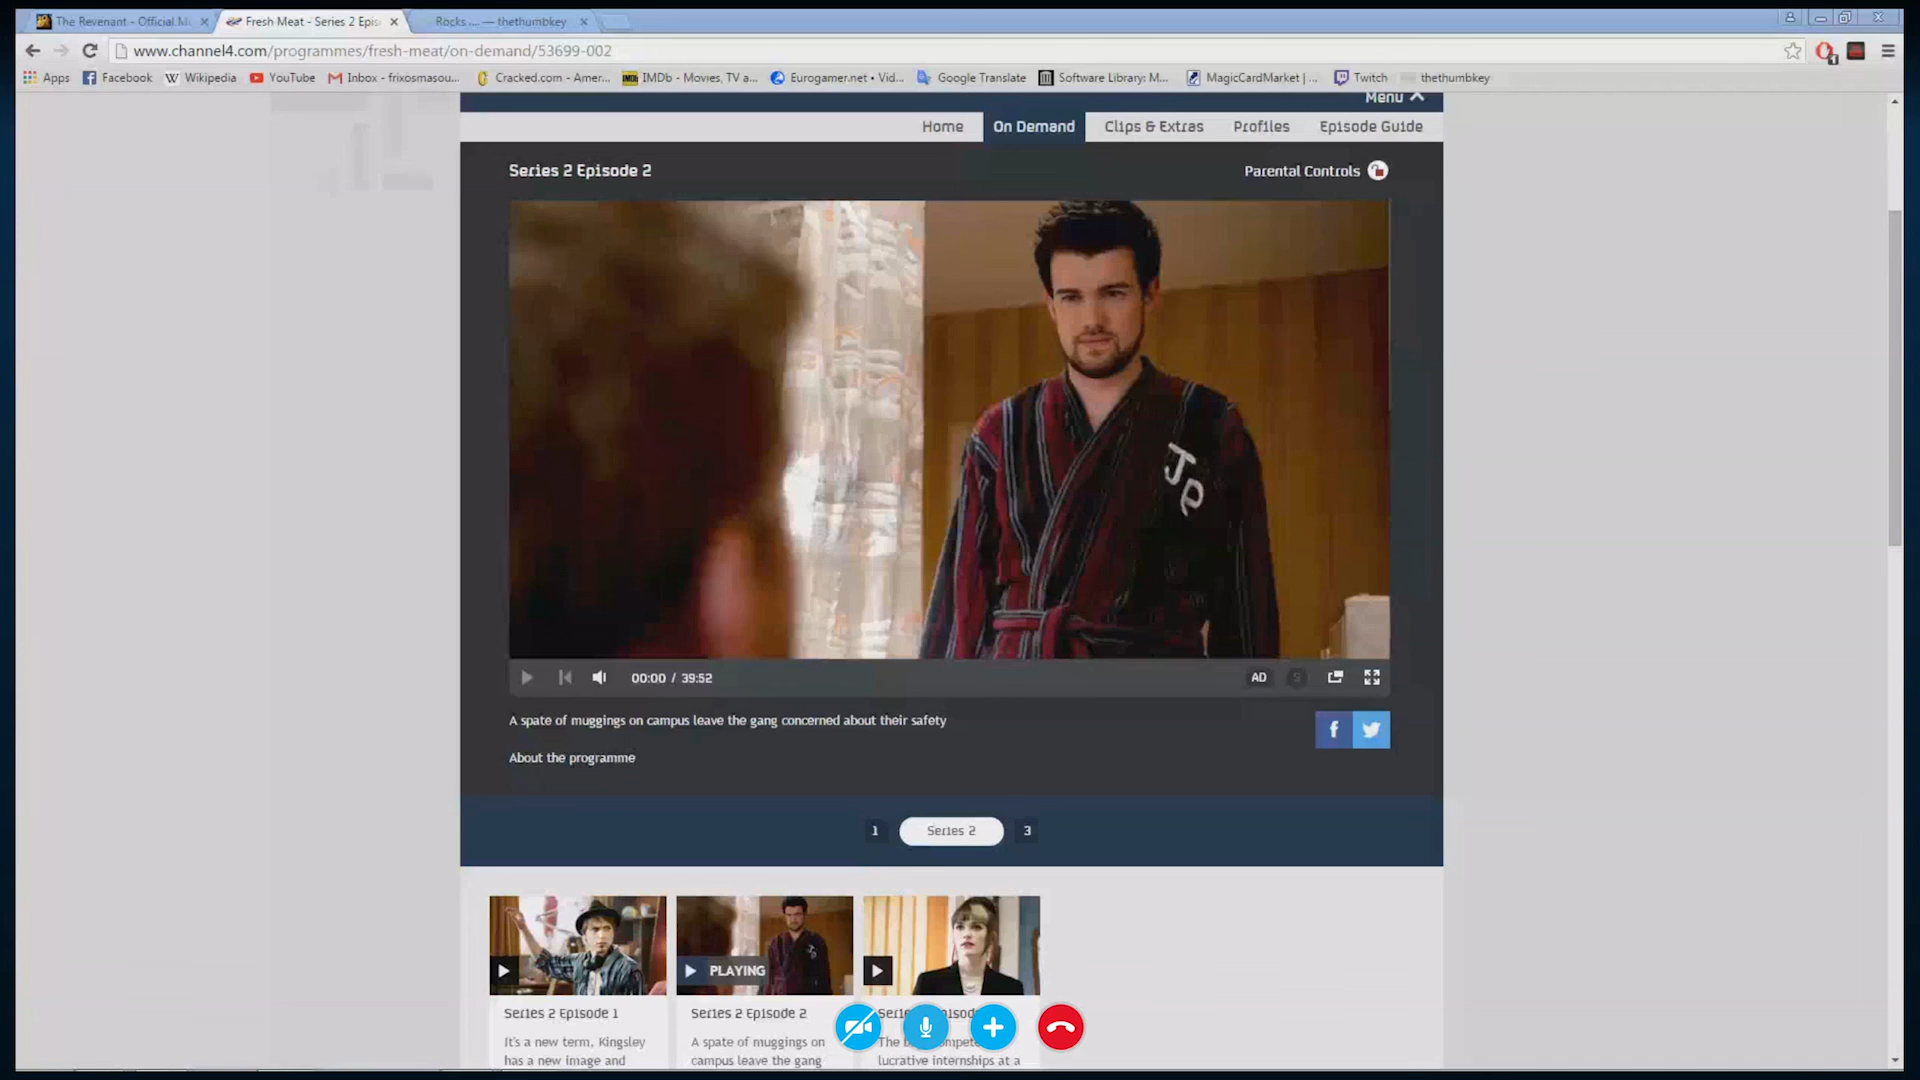 The Revenant - Official M
Fresh Meat - Series 2 Epis
Rocks .... — thethumbkey
www.channel4.com/programmes/fresh-meat/on-demand/53699-002
Apps
Facebook
Wikipedia
YouTube
Inbox - frixosmasou...
Cracked.com - Amer...
IMDb - Movies, TV a...
Eurogamer.net • Vid...
Google Translate
Software Library: M...
MagicCardMarket | ...
Twitch
thethumbkey
Menu
Home
On Demand
Clips & Extras
Profiles
Episode Guide
Series 2 Episode 2
Parental Controls
JP
00:00 / 39:52
AD
S
A spate of muggings on campus leave the gang concerned about their safety
About the programme
1
Series 2
3
PLAYING
Series 2 Episode 1
Series 2 Episode 2
It's a new term, Kingsley
has a new image and
A spate of muggings on
campus leave the gang
lucrative internships at a